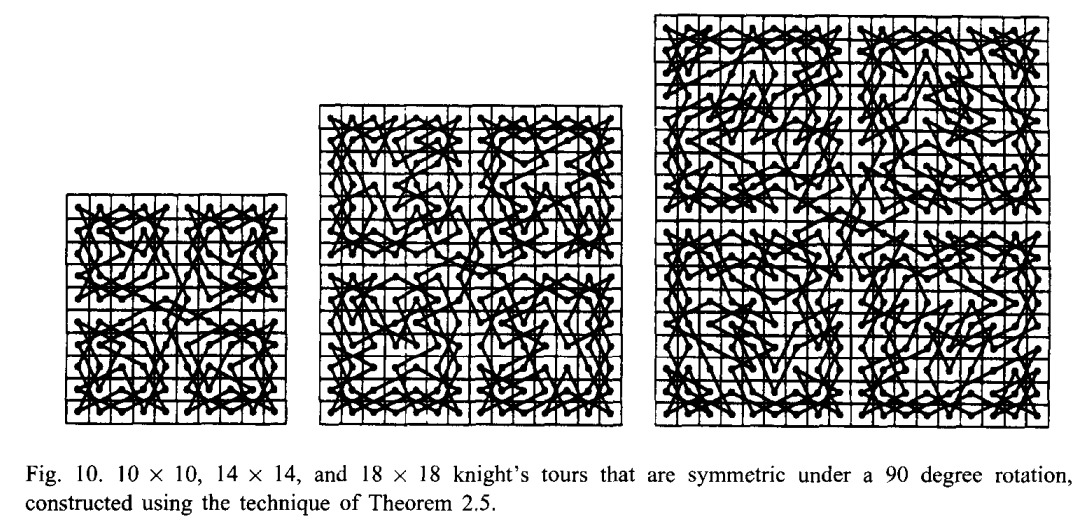 Fig. 10. 10 × 10, 14 × 14, and 18 × 18 knight's tours that are symmetric under a 90 degree rotation,
constructed using the technique of Theorem 2.5.